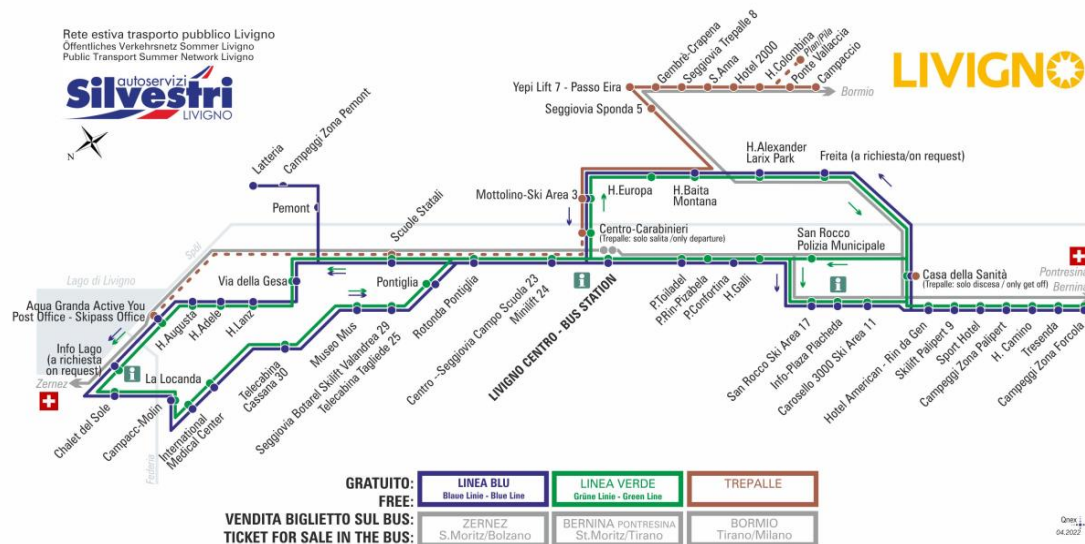 Rete estiva trasporto pubblico Livigno
Öffentliches Verkehrsnetz Sommer Livigno
Public Transport Summer Network Livigno
autoservizi
Silvestri
LIVIGNO
N
LIVIGNO
Gembrè-Crapena
Seggiovia Trepalle 8
S.Anna
Hotel 2000
H.Colombina
Plan/Pila
Ponte Vallaccia
Campaccio
Bormio
Yepi Lift 7 - Passo Eira
Seggiovia Sponda 5
Latteria
Campeggi Zona Pemont
Pemont
H.Alexander
Larix Park
Freita (a richiesta/on request)
Mottolino-Ski Area 3
H.Europa
H.Baita
Montana
Scuole Statali
Centro-Carabinieri
(Trepalle: solo salita /only departure)
San Rocco
Polizia Municipale
Lago di Livigno
Via della Gesa
Pontiglia
Casa della Sanità
(Trepalle: solo discesa / only get off)
Pontresina
Bernina
Aqua Granda Active You
Post Office - Skipass Office
H.Augusta
H.Adele
H.Lanz
Info Lago
(a richiesta
on request)
Zernez
La Locanda
Chalet del Sole
Campacc-Molin
International
Medical Center
Telecabina
Cassana 30
Museo Mus
Seggiovia Botarel Skilift Valandrea 29
Telecabina Tagliede 25
Rotonda Pontiglia
Centro --Seggiovia Campo Scuola 23
Minilift 24
LIVIGNO CENTRO - BUS STATION
P.Tolladel
P.Rin-Pizabela
P.Confortina
H.Galli
San Rocco Ski Area 17
Info-Plaza Placheda
Carosello 3000 Ski Area 11
Hotel American - Rin da Gen
Skilift Palipert 9
Sport Hotel
Campeggi Zona Palipert
H. Camino
Tresenda
Campeggi Zona Forcola
GRATUITO:
FREE:
LINEA BLU
Blaue Linie - Blue Line
LINEA VERDE
Grüne Linie - Green Line
TREPALLE
VENDITA BIGLIETTO SUL BUS:
TICKET FOR SALE IN THE BUS:
ZERNEZ
S.Moritz/Bolzano
BERNINA PONTRESINA
St.Moritz/Tirano
BORMIO
Tirano/Milano
Qnex
04.2022